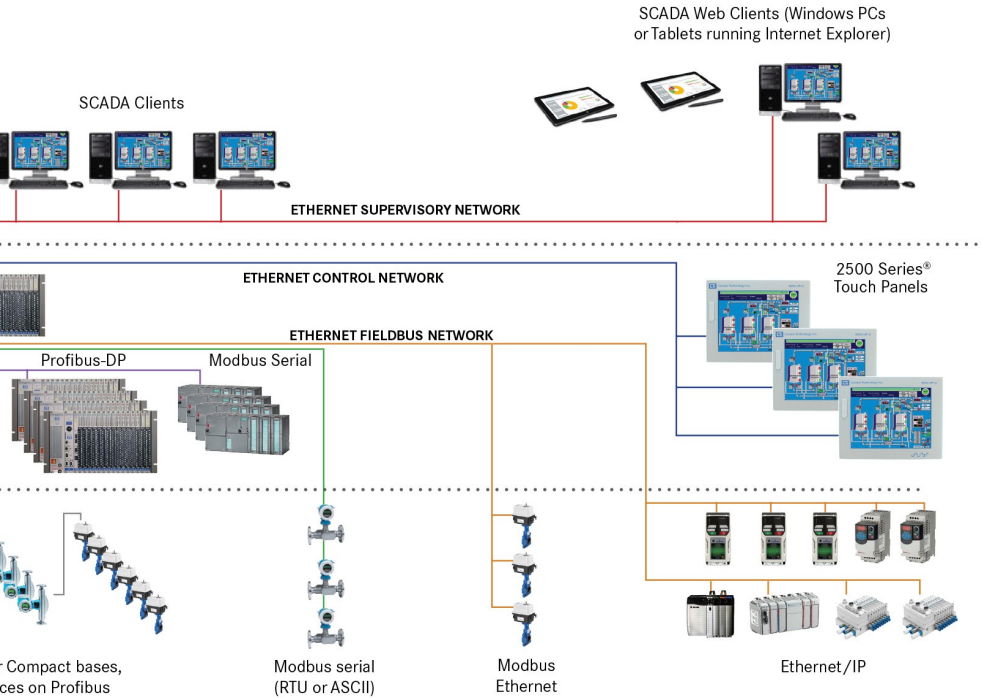 SCADA Web Clients (Windows PCs
or Tablets running Internet Explorer)
SCADA Clients
ETHERNET SUPERVISORY NETWORK
ETHERNET CONTROL NETWORK
2500 Series®
Touch Panels
ETHERNET FIELDBUS NETWORK
Profibus-DP
Modbus Serial
r Compact bases,
ces on Profibus
Modbus serial
(RTU or ASCII)
Modbus
Ethernet
Ethernet/IP